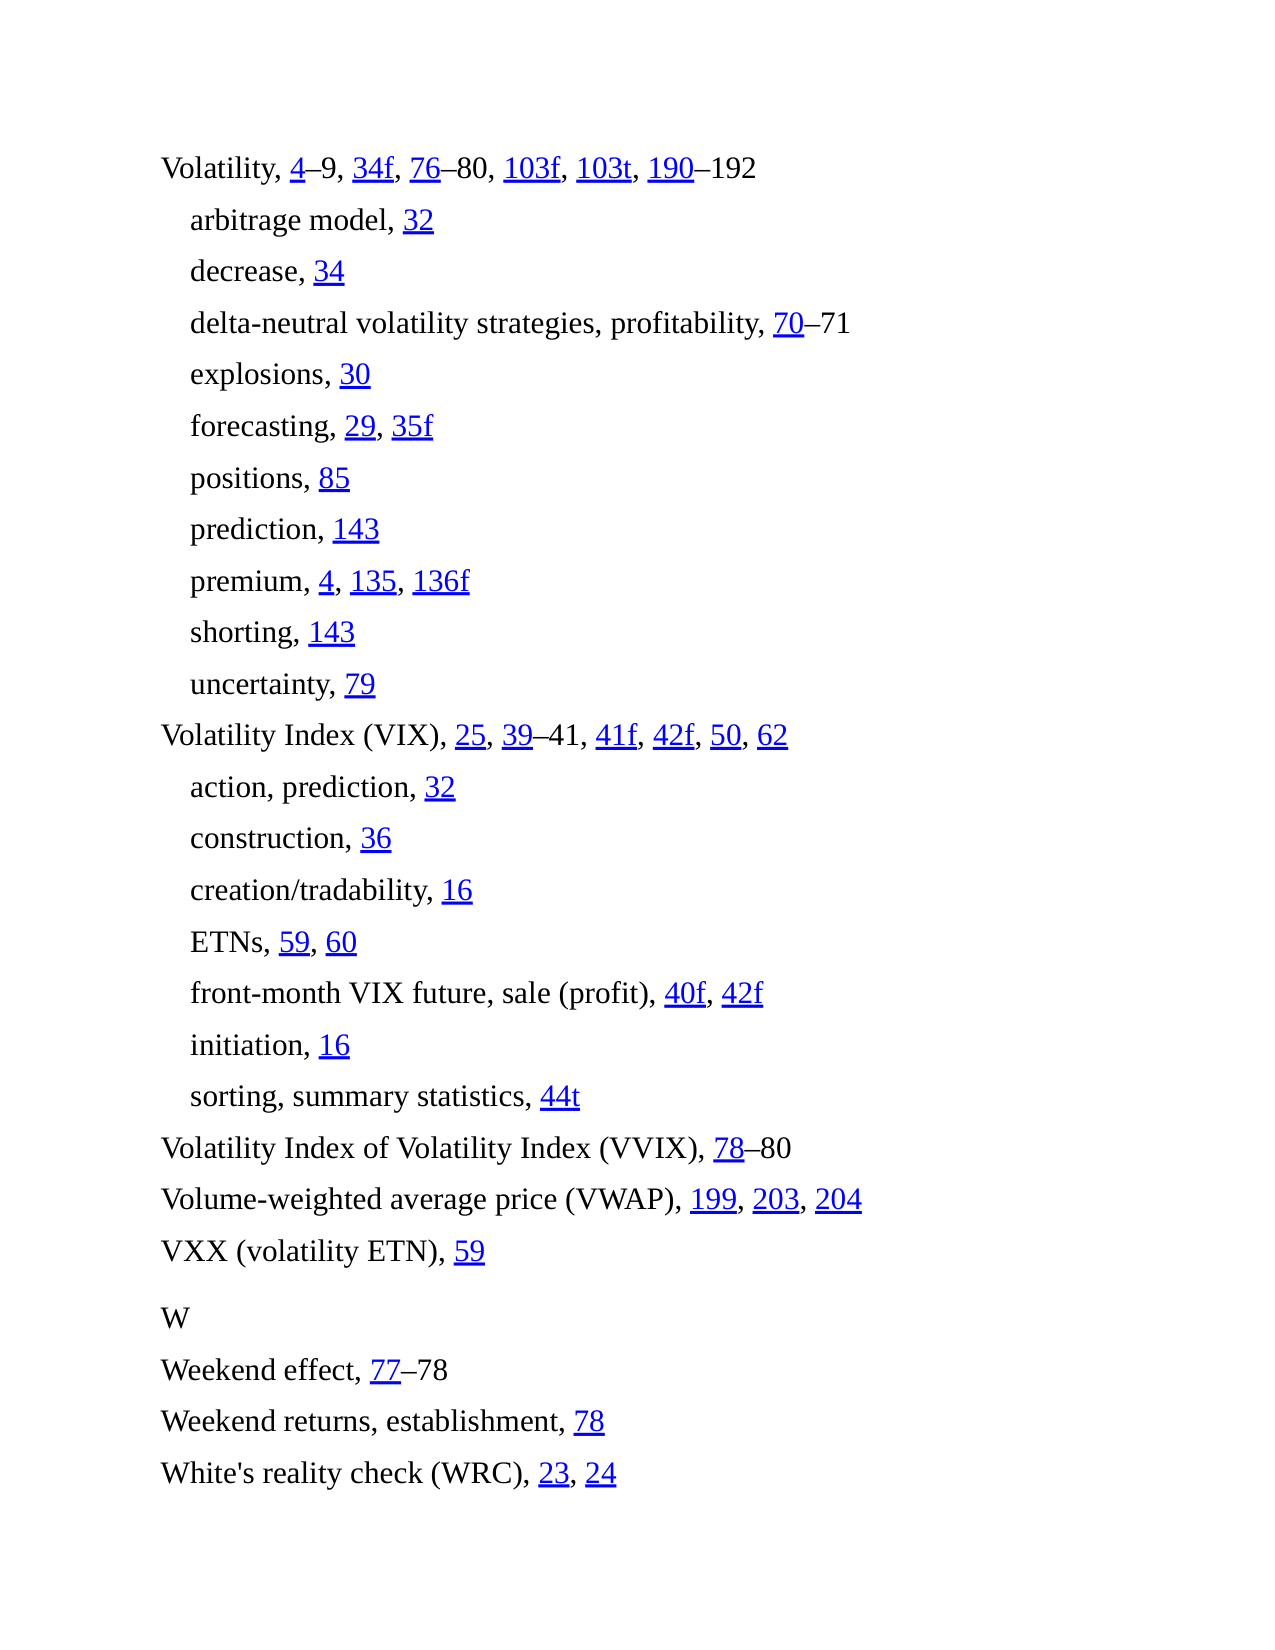 Volatility, 4–9, 34f, 76–80, 103f, 103t, 190–192
arbitrage model, 32
decrease, 34
delta-neutral volatility strategies, profitability, 70–71
explosions, 30
forecasting, 29, 35f
positions, 85
prediction, 143
premium, 4, 135, 136f
shorting, 143
uncertainty, 79
Volatility Index (VIX), 25, 39–41, 41f, 42f, 50, 62
action, prediction, 32
construction, 36
creation/tradability, 16
ETNs, 59, 60
front-month VIX future, sale (profit), 40f, 42f
initiation, 16
sorting, summary statistics, 44t
Volatility Index of Volatility Index (VVIX), 78–80
Volume-weighted average price (VWAP), 199, 203, 204
VXX (volatility ETN), 59
W
Weekend effect, 77–78
Weekend returns, establishment, 78
White's reality check (WRC), 23, 24